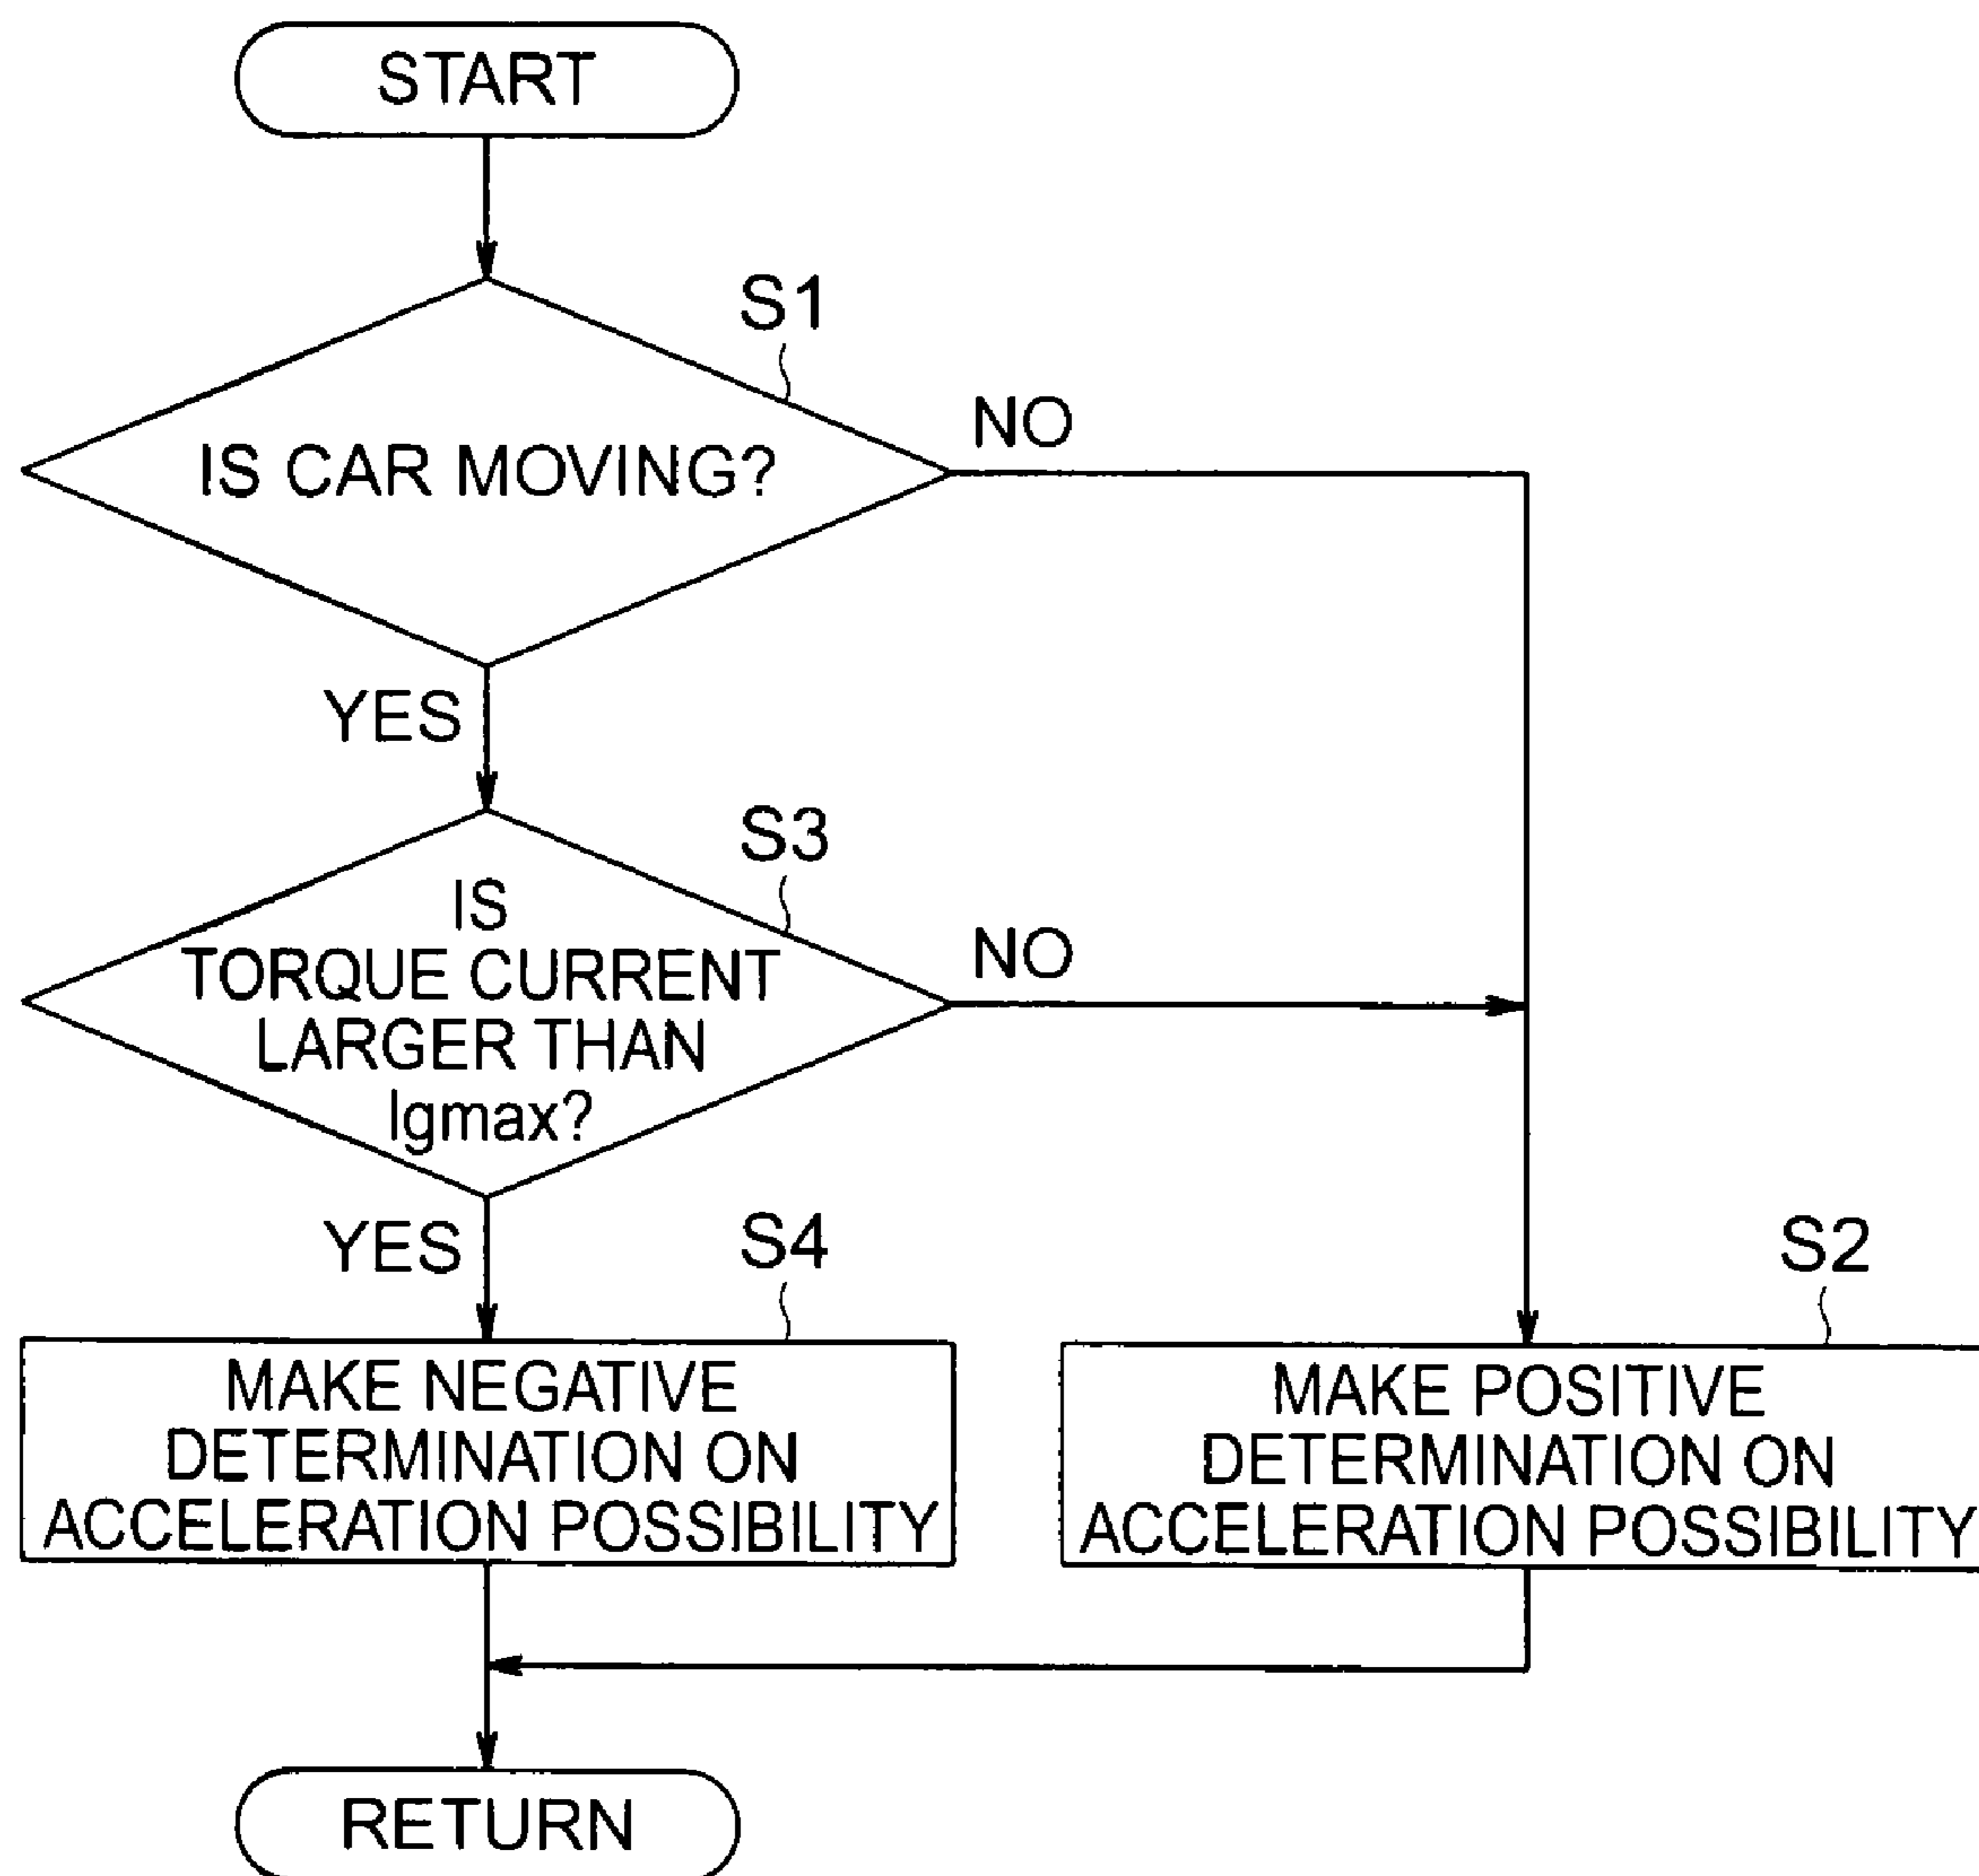 START
S1
IS CAR MOVING?
NO
YES
S3
IS
TORQUE CURRENT
LARGER THAN
Igmax?
NO
YES
S4
MAKE NEGATIVE
DETERMINATION ON
ACCELERATION POSSIBILITY
S2
MAKE POSITIVE
DETERMINATION ON
ACCELERATION POSSIBILITY
RETURN